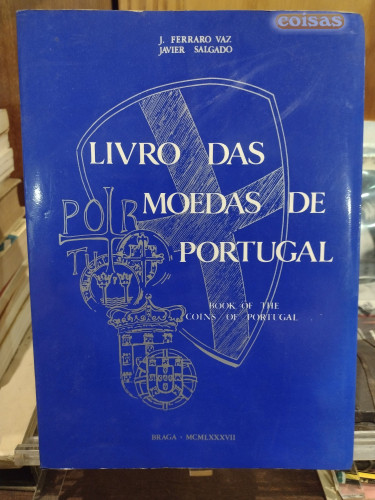 coisas
J. FERRARO VAZ
JAVIER SALGADO
LIVRO DAS
MOEDAS DE
PORTUGAL
POR
TU
BOOK OF THE
COINS OF PORTUGAL
BRAGA - MCMLXXXVII